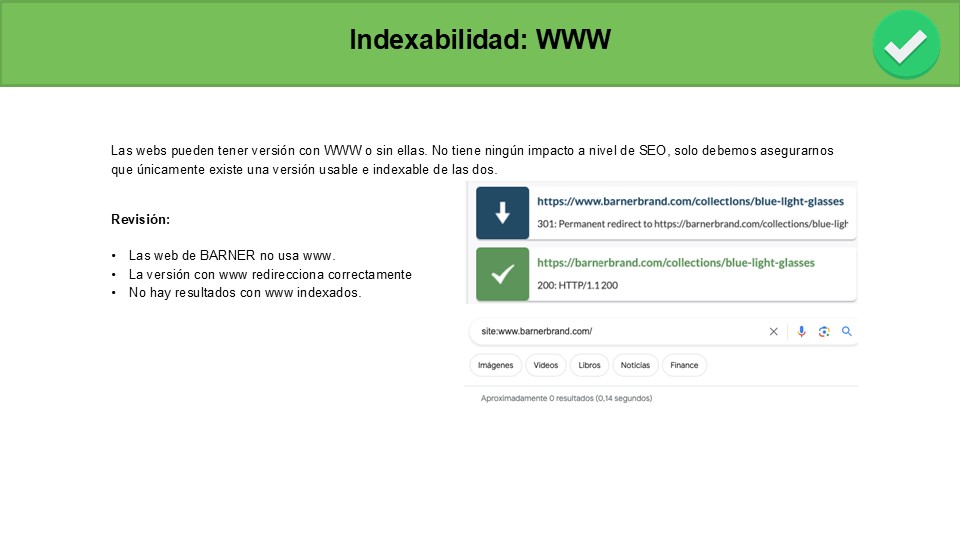 Indexabilidad: WWW
Las webs pueden tener versión con WWW o sin ellas. No tiene ningún impacto a nivel de SEO, solo debemos asegurarnos
que únicamente existe una versión usable e indexable de las dos.
Revisión:
• Las web de BARNER no usa www.
• La versión con www redirecciona correctamente
• No hay resultados con www indexados.
https://www.barnerbrand.com/collections/blue-light-glasses
301: Permanent redirect to https://barnerbrand.com/collections/blue-ligh
https://barnerbrand.com/collections/blue-light-glasses
200: HTTP/1.1 200
site:www.barnerbrand.com/
Imágenes Videos Libros Noticias Finance
Aproximadamente 0 resultados (0,14 segundos)